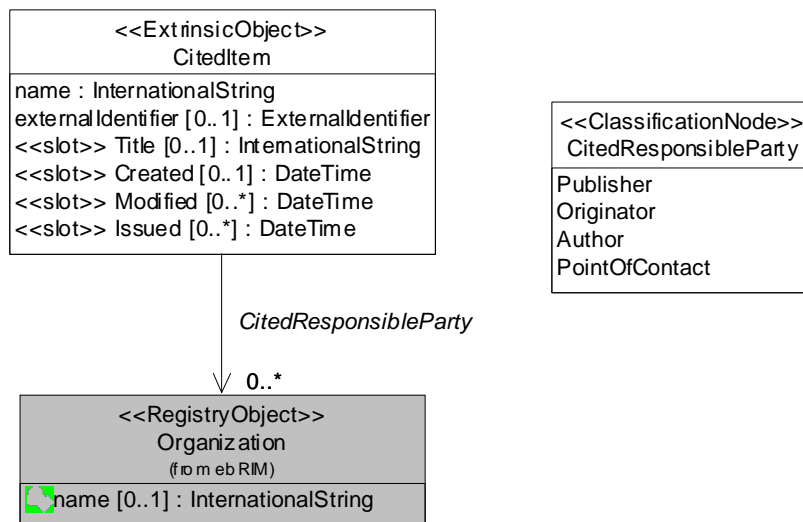 <<ExtrinsicObject>>
CitedItem
name : InternationalString
externalIdentifier [0..1] : ExternalIdentifier
<<slot>> Title [0..1] : InternationalString
<<slot>> Created [0..1] : DateTime
<<slot>> Modified [0..*] : DateTime
<<slot>> Issued [0..*] : DateTime
<<ClassificationNode>>
CitedResponsibleParty
Publisher
Originator
Author
PointOfContact
CitedResponsibleParty
0..*
<<RegistryObject>>
Organization
(from ebRIM)
name [0..1] : InternationalString